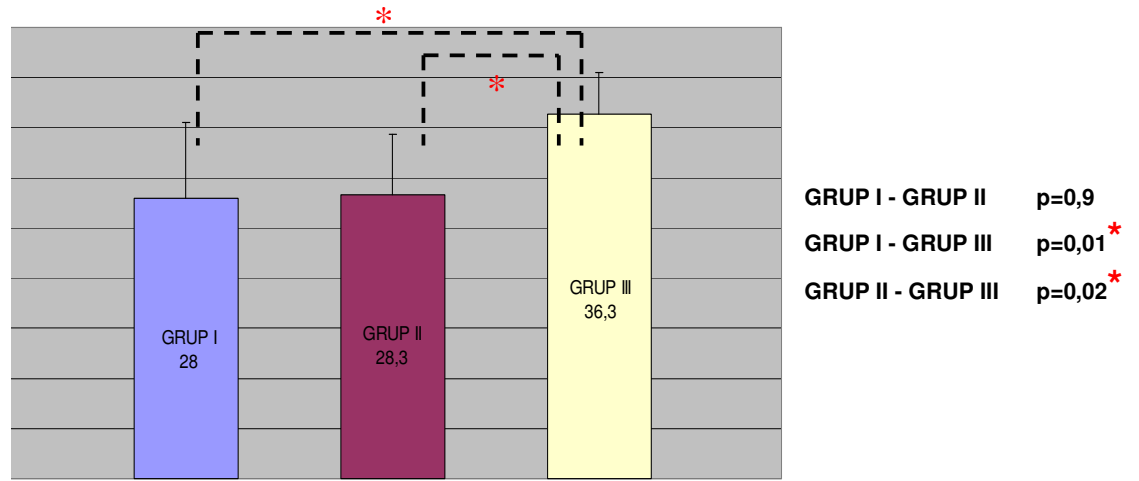 *
*
GRUP I
28
GRUP II
28,3
GRUP III
36,3
GRUP I - GRUP II p=0,9
GRUP I - GRUP III p=0,01*
GRUP II - GRUP III p=0,02*